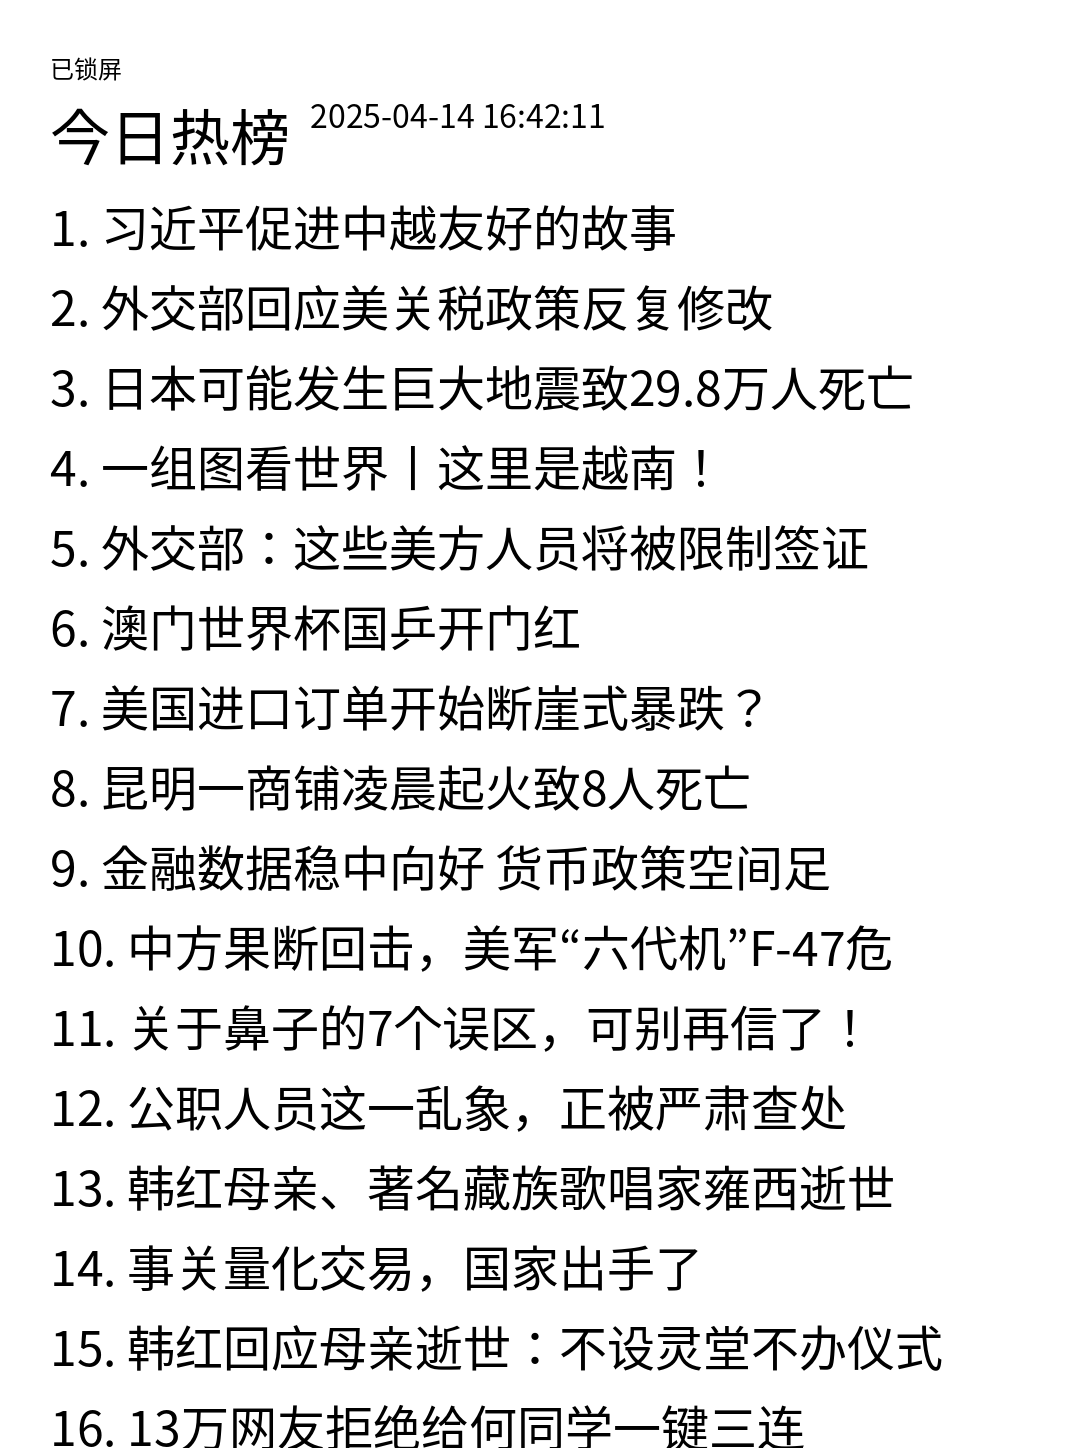 已锁屏
今日热榜 2025-04-14 16:42:11
1. 习近平促进中越友好的故事
2. 外交部回应美关税政策反复修改
3. 日本可能发生巨大地震致29.8万人死亡
4. 一组图看世界丨这里是越南！
5. 外交部：这些美方人员将被限制签证
6. 澳门世界杯国乒开门红
7. 美国进口订单开始断崖式暴跌？
8. 昆明一商铺凌晨起火致8人死亡
9. 金融数据稳中向好 货币政策空间足
10. 中方果断回击，美军“六代机”F-47危
11. 关于鼻子的7个误区，可别再信了！
12. 公职人员这一乱象，正被严肃查处
13. 韩红母亲、著名藏族歌唱家雍西逝世
14. 事关量化交易，国家出手了
15. 韩红回应母亲逝世：不设灵堂不办仪式
16. 13万网友拒绝给何同学一键三连